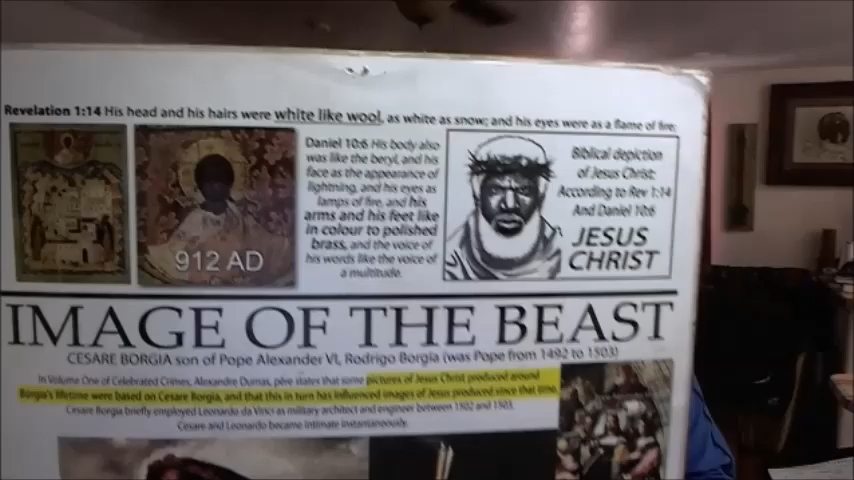 Revelation 1:14 His head and his hairs were white like wool, as white as snow; and his eyes were as a flame of fire;
912 AD
Daniel 10:6 His body also
was like the beryl, and his
face as the appearance of
lightning, and his eyes as
lamps of fire, and his
arms and his feet like
in colour to polished
brass, and the voice of
his words like the voice of
a multitude.
Biblical depiction
of Jesus Christ:
According to Rev 1:14
And Daniel 10:6
JESUS
CHRIST
IMAGE OF THE BEAST
CESARE BORGIA son of Pope Alexander VI, Rodrigo Borgia (was Pope from 1492 to 1503)
In Volume One of Celebrated Crimes, Alexandre Dumas, père states that some pictures of Jesus Christ produced around
Borgia's lifetime were based on Cesare Borgia, and that this in turn has influenced images of Jesus produced since that time.
Cesare Borgia briefly employed Leonardo da Vinci as military architect and engineer between 1502 and 1503.
Cesare and Leonardo became intimate instantaneously.